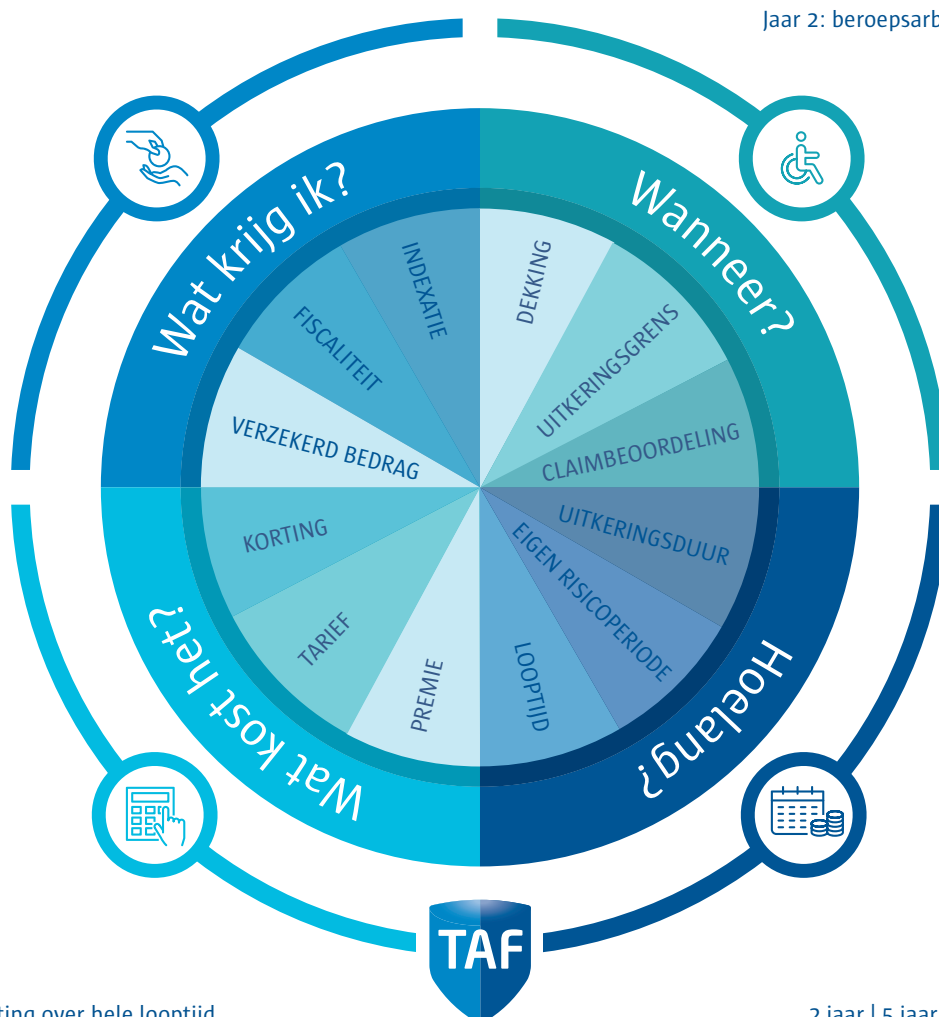 Jaar 2: beroepsarb
Wat krijg ik?
Wanneer?
INDEXATIE
DEKKING
FISCALITEIT
UITKERINGSGRENS
VERZEKERD BEDRAG
CLAIMBEOORDELING
KORTING
UITKERINGSDUUR
EIGEN RISICOPERIODE
TARIEF
PREMIE
LOOPTIJD
Wat kost het?
Hoelang?
TAF
ting over hele looptijd
2 jaar | 5 jaar